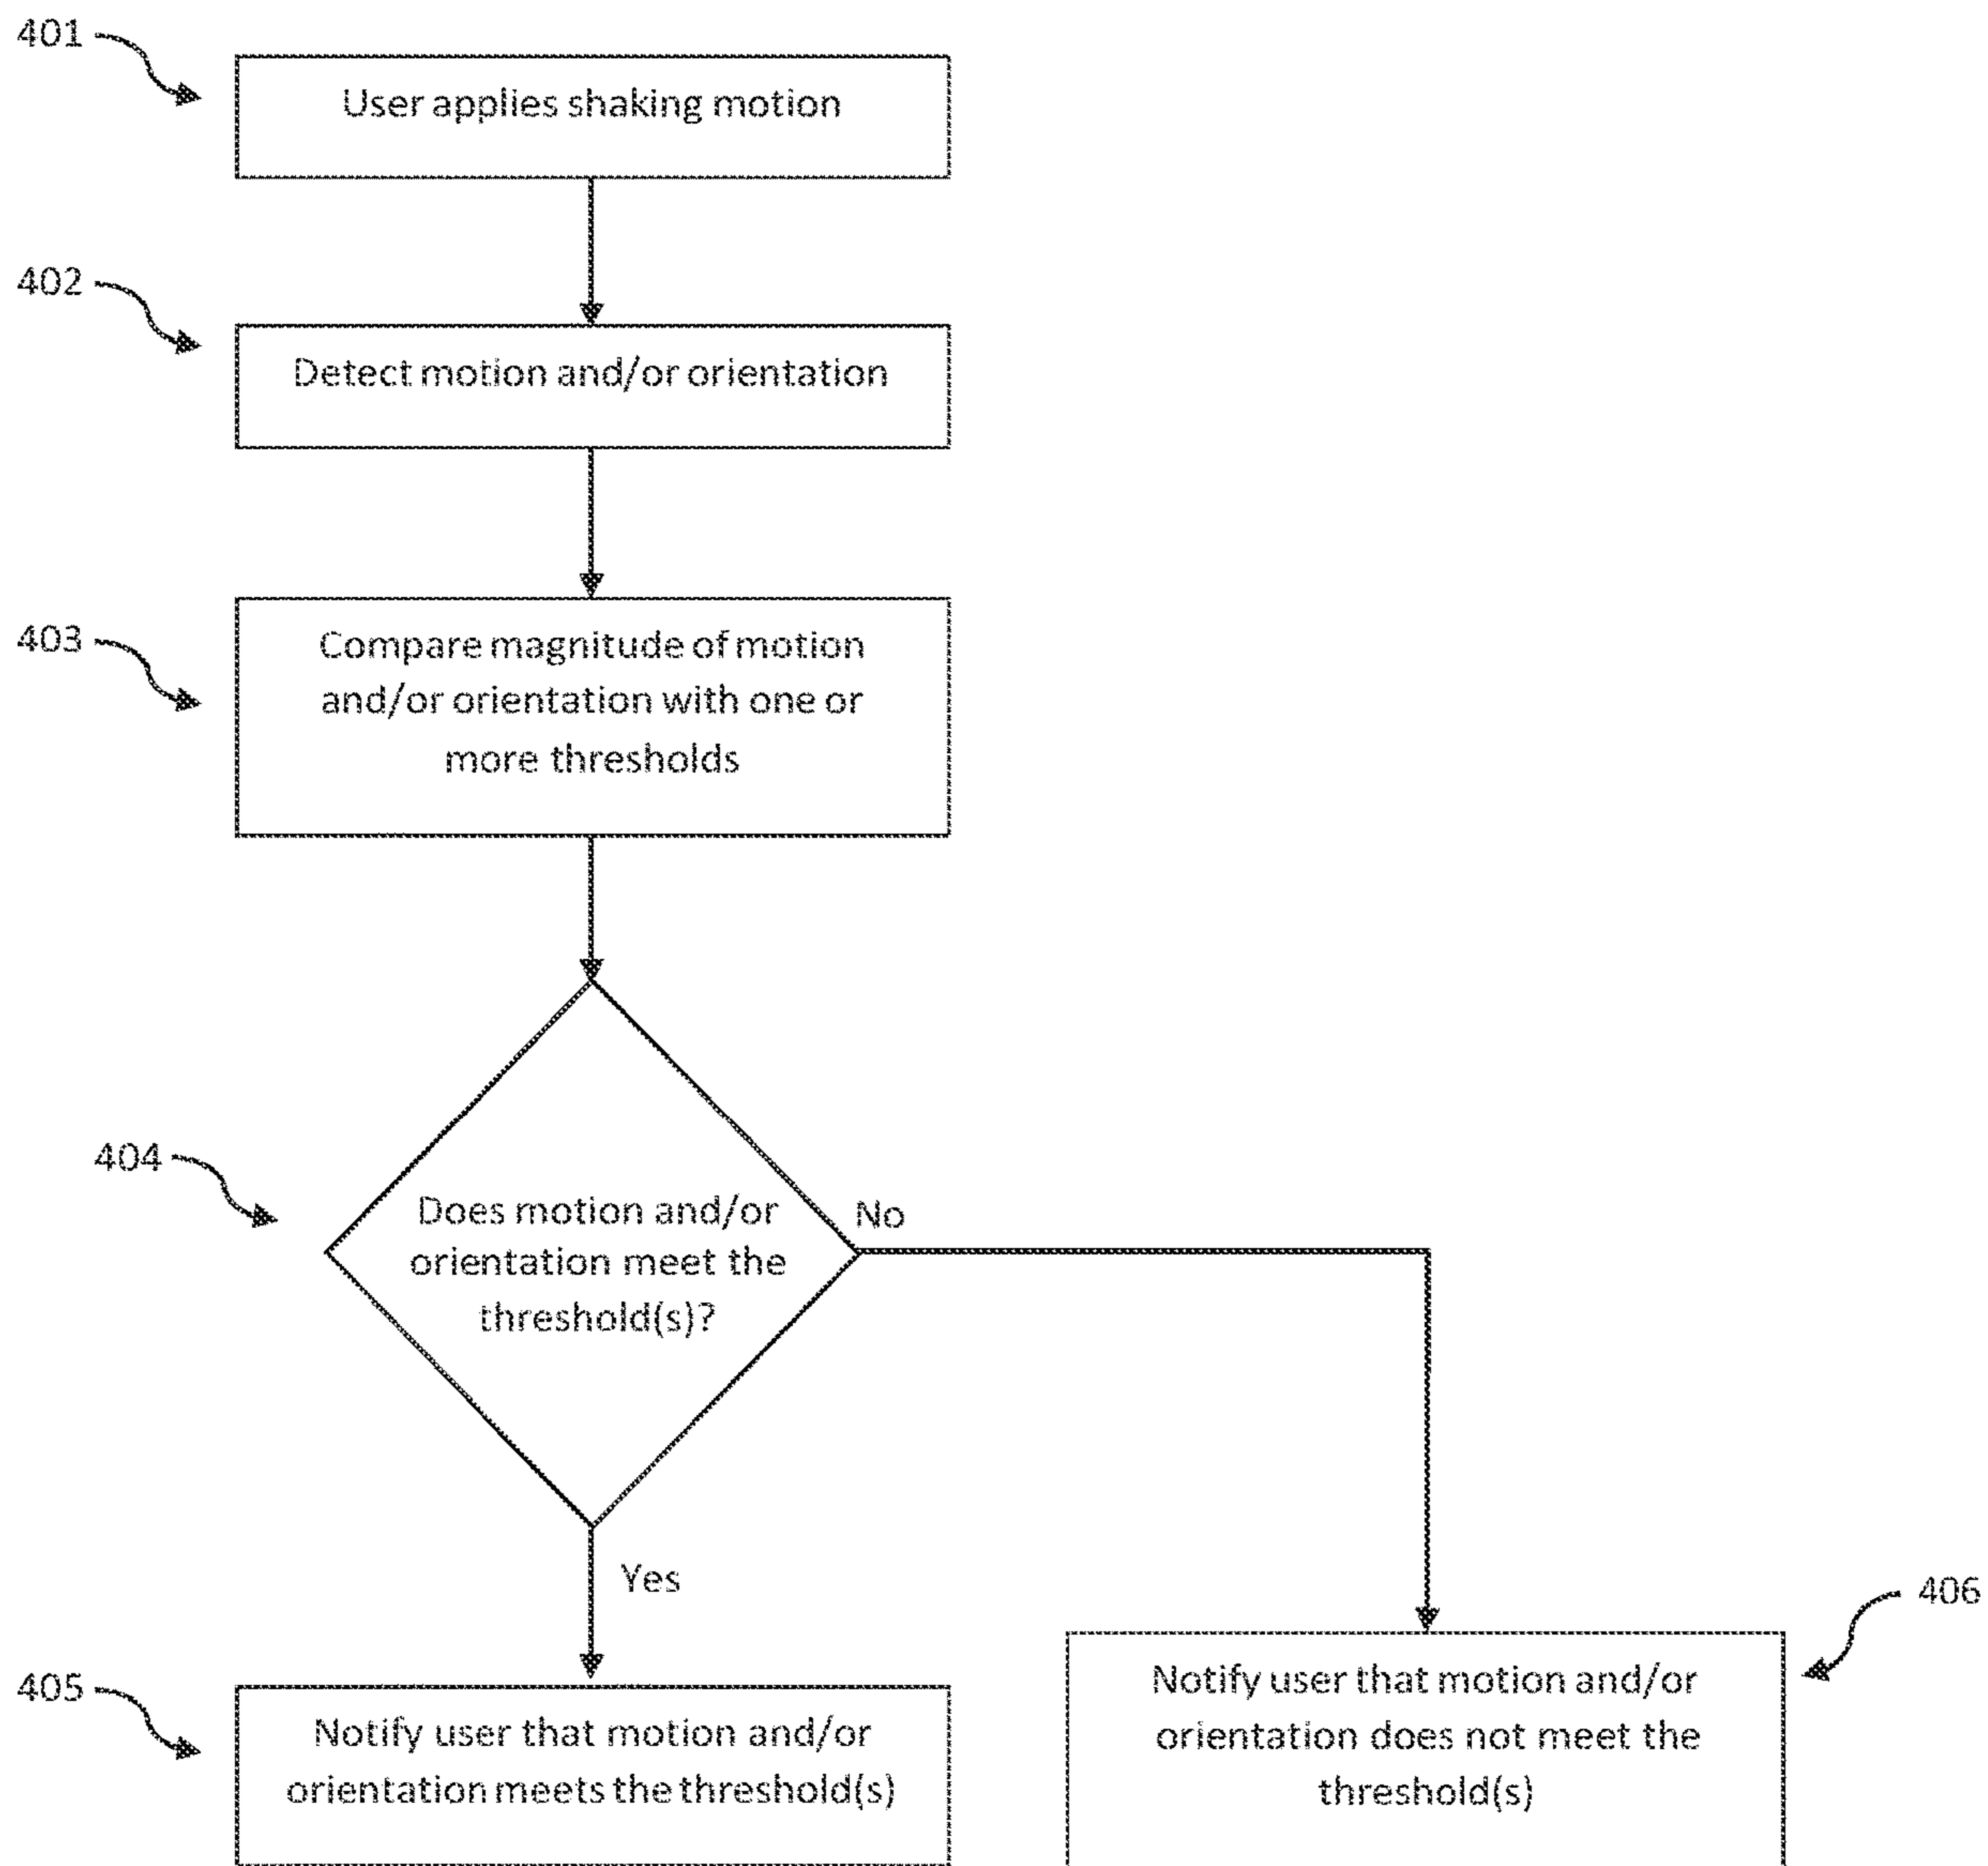 401
User applies shaking motion
402
Detect motion and/or orientation
403
Compare magnitude of motion
and/or orientation with one or
more thresholds
404
Does motion and/or
orientation meet the
threshold(s)?
No
Yes
405
Notify user that motion and/or
orientation meets the threshold(s)
406
Notify user that motion and/or
orientation does not meet the
threshold(s)